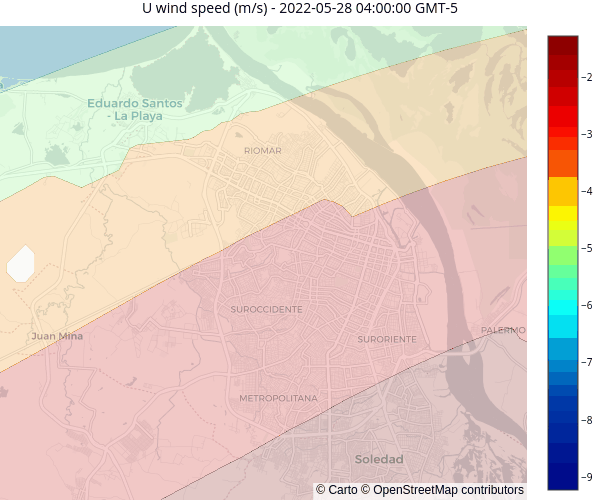 U wind speed (m/s) - 2022-05-28 04:00:00 GMT-5
Eduardo Santos
- La Playa
RIOMAR
SUROCCIDENTE
Juan Mina
SURORIENTE
PALERMO
METROPOLITANA
Soledad
© Carto © OpenStreetMap contributors
−2
−3
−4
−5
−6
−7
−8
−9